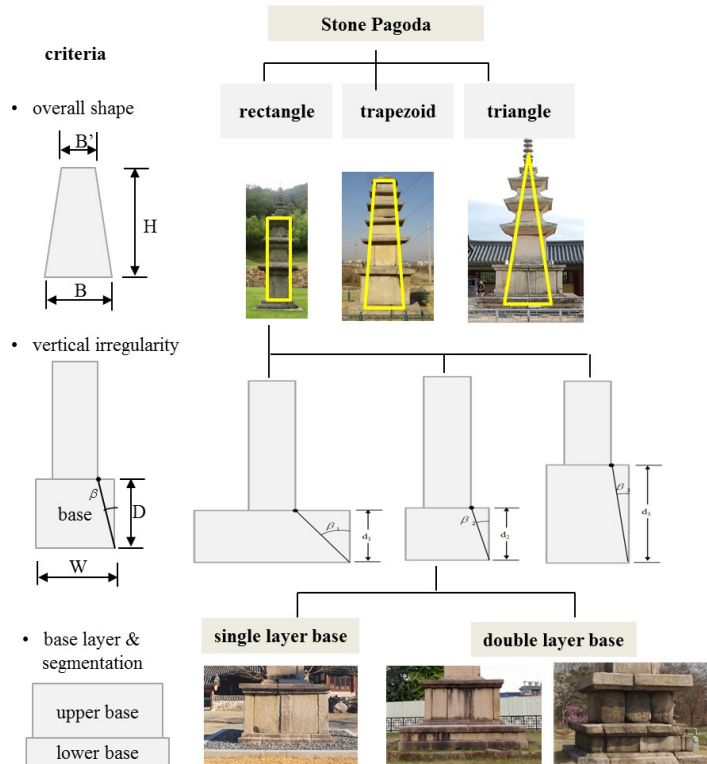 Stone Pagoda
criteria
• overall shape
rectangle
trapezoid
triangle
B’
H
B
• vertical irregularity
β
base
D
W
β₁
d₁
β₂
d₂
β₃
d₃
• base layer &
segmentation
single layer base
double layer base
upper base
lower base